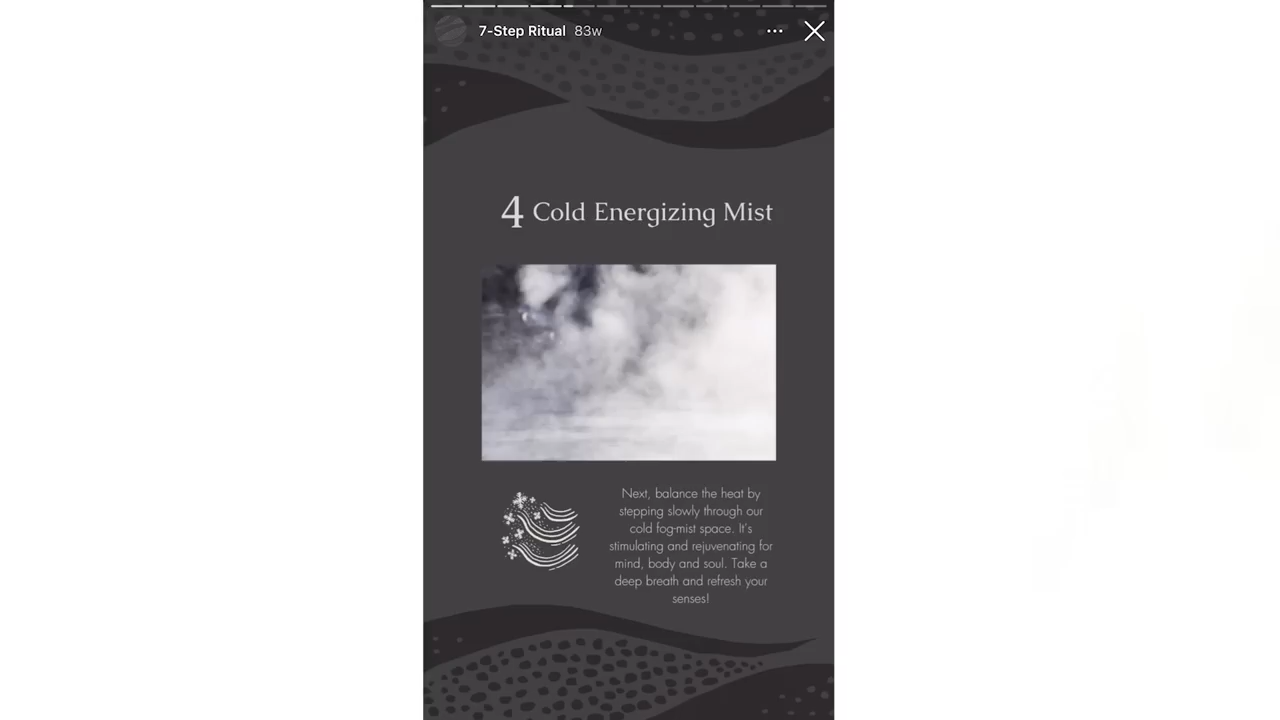 7-Step Ritual 83w
4 Cold Energizing Mist
Next, balance the heat by
stepping slowly through our
cold fog-mist space. It's
stimulating and rejuvenating for
mind, body and soul. Take a
deep breath and refresh your
senses!